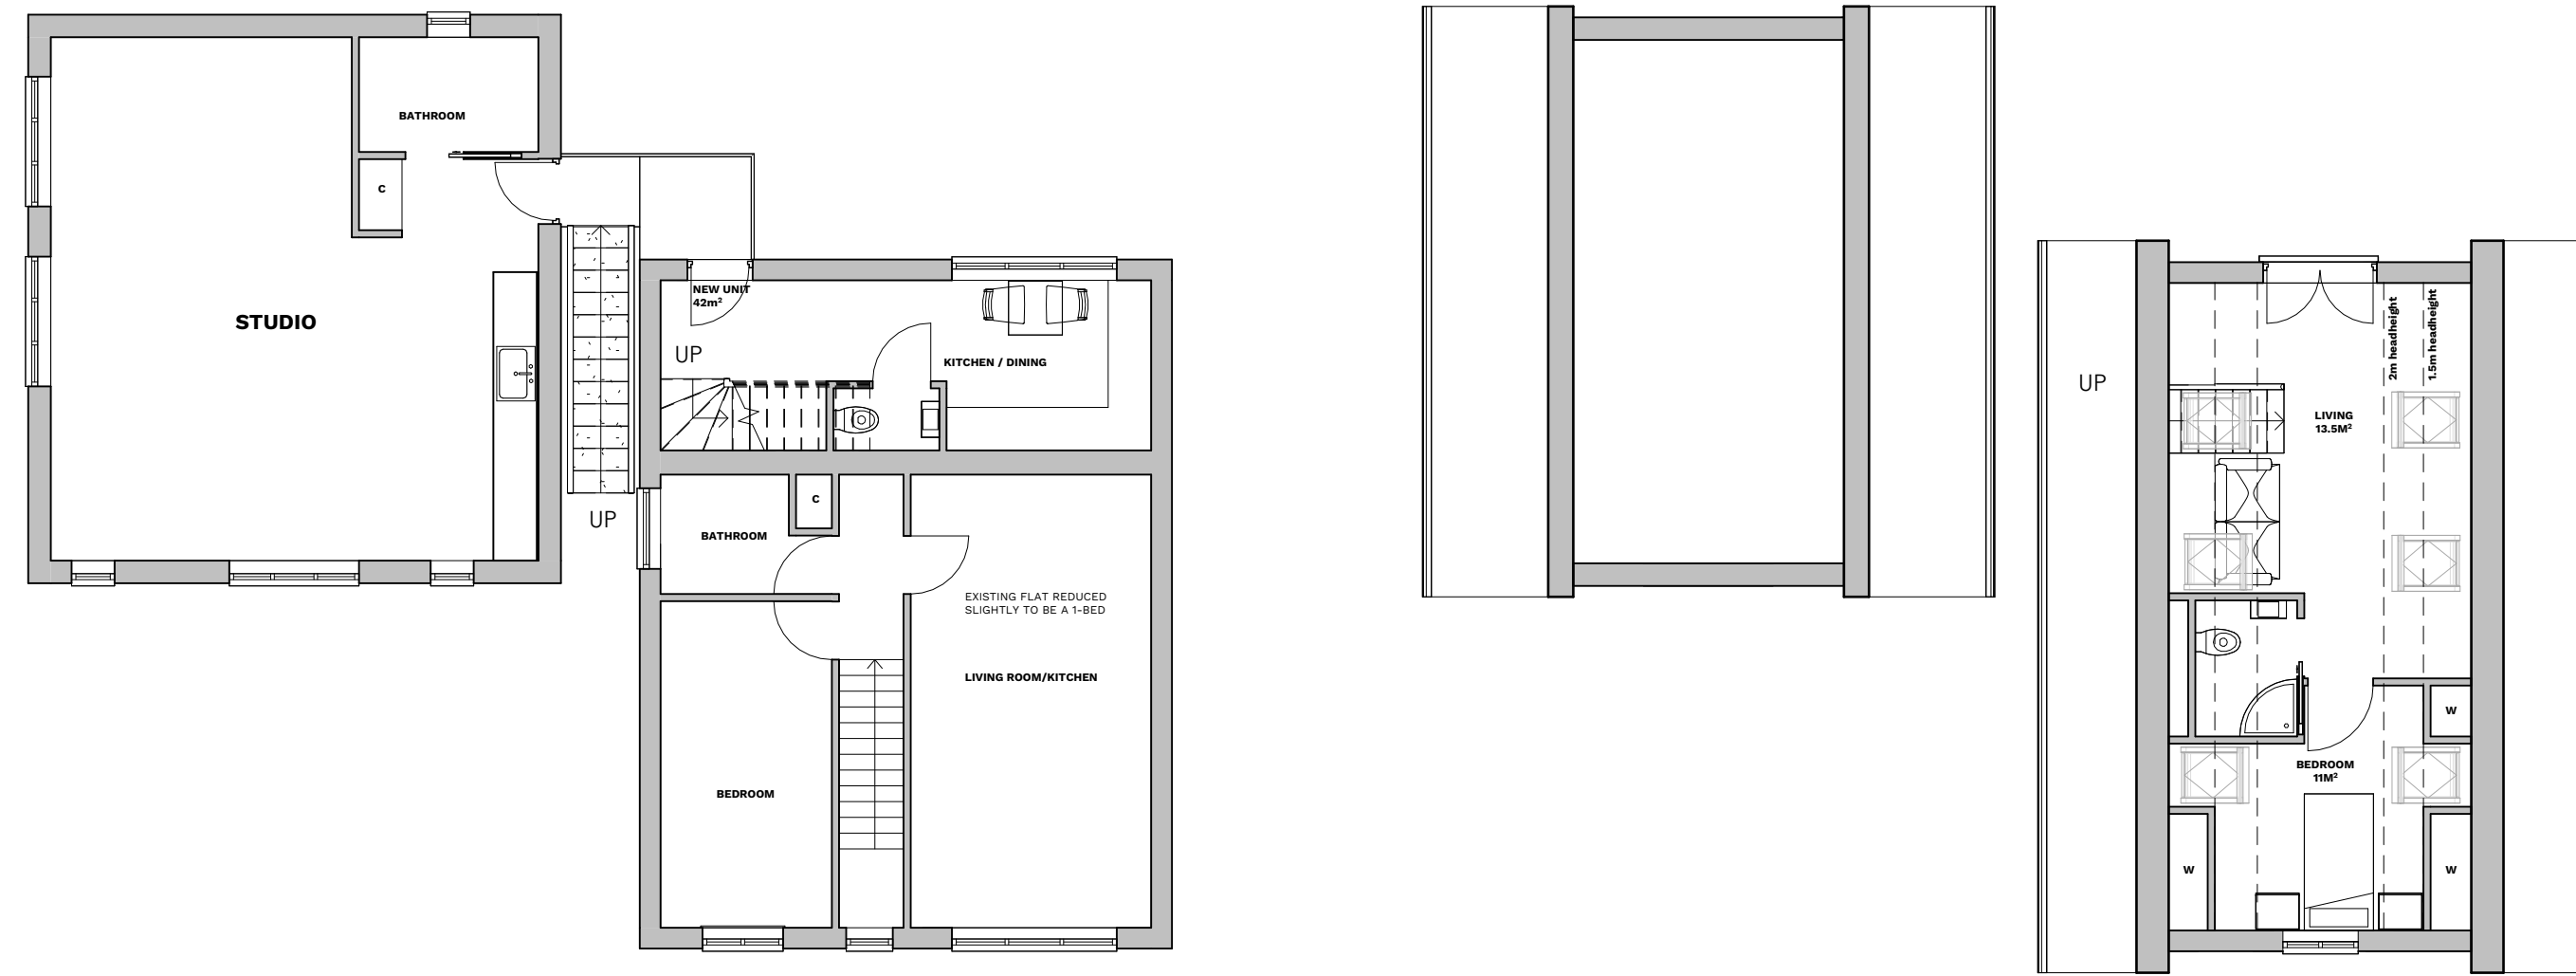 BATHROOM
C
STUDIO
UP
NEW UNIT
42m²
UP
KITCHEN / DINING
C
BATHROOM
EXISTING FLAT REDUCED
SLIGHTLY TO BE A 1-BED
LIVING ROOM/KITCHEN
BEDROOM
UP
2m headheight
1.5m headheight
LIVING
13.5M²
W
BEDROOM
11M²
W
W